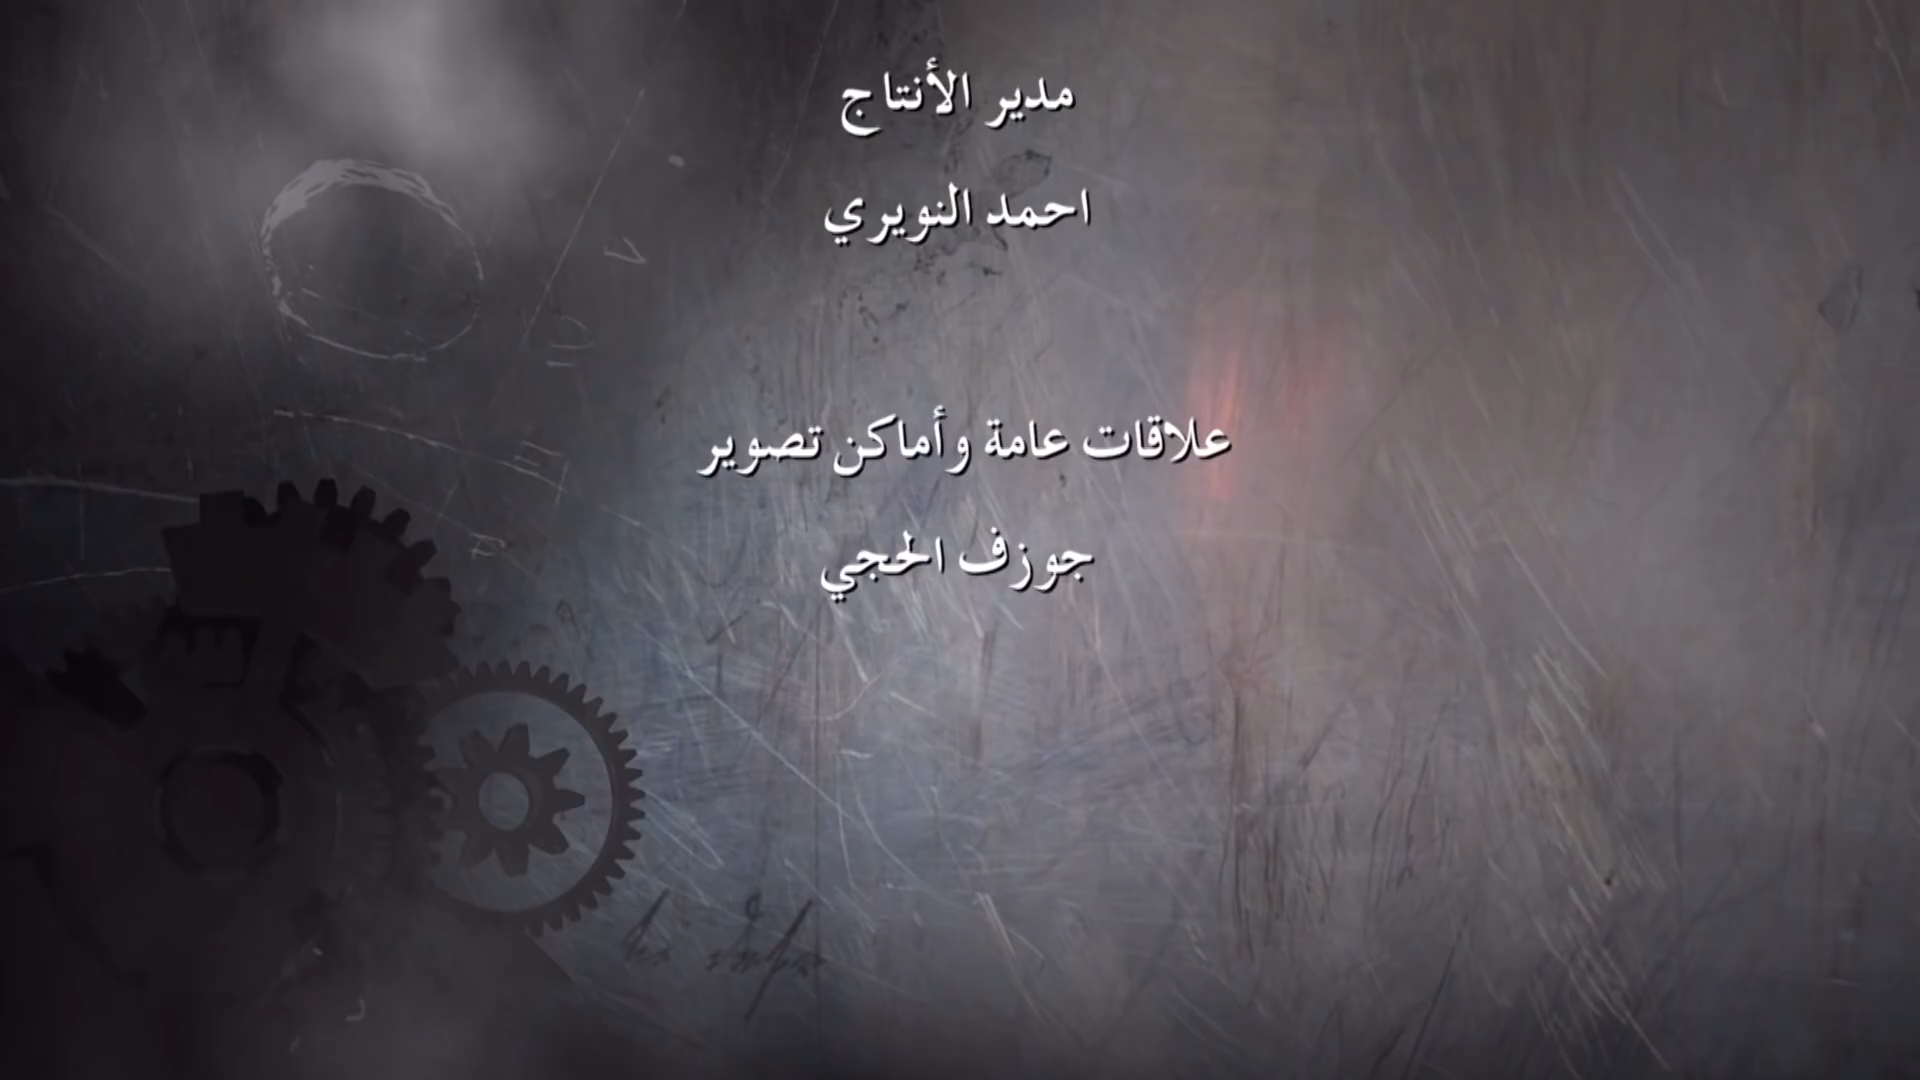 مدير الأنتاج
احمد النويري
علاقات عامة وأماكن تصوير
جوزف الحجي